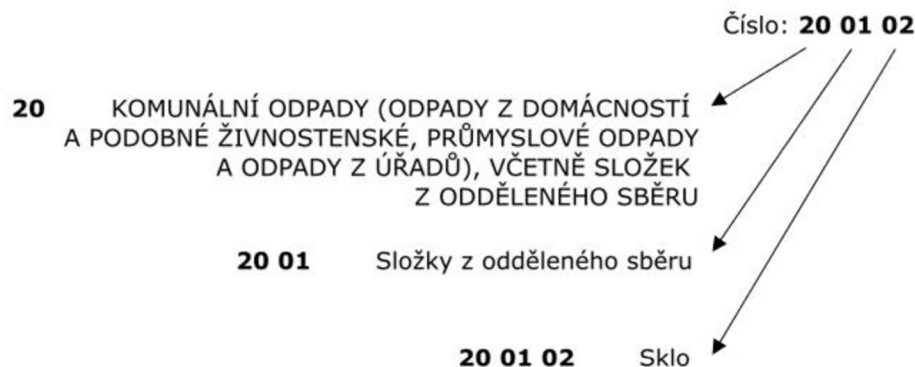 Číslo: 20 01 02
20 KOMUNÁLNÍ ODPADY (ODPADY Z DOMÁCNOSTÍ
A PODOBNÉ ŽIVNOSTENSKÉ, PRŮMYSLOVÉ ODPADY
A ODPADY Z ÚŘADŮ), VČETNĚ SLOŽEK
Z ODDĚLENÉHO SBĚRU
20 01 Složky z odděleného sběru
20 01 02 Sklo